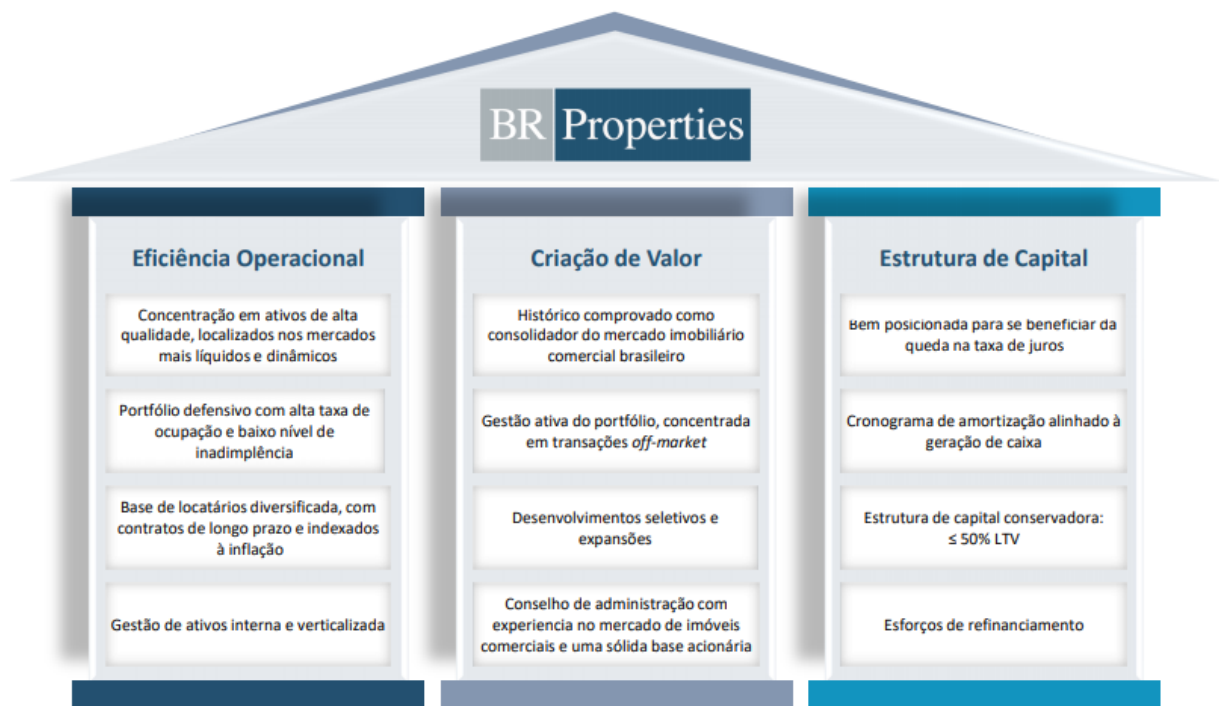 BR Properties
Eficiência Operacional
Concentração em ativos de alta
qualidade, localizados nos mercados
mais líquidos e dinâmicos
Portfólio defensivo com alta taxa de
ocupação e baixo nível de
inadimplência
Base de locatários diversificada, com
contratos de longo prazo e indexados
à inflação
Gestão de ativos interna e verticalizada
Criação de Valor
Histórico comprovado como
consolidador do mercado imobiliário
comercial brasileiro
Gestão ativa do portfólio, concentrada
em transações off-market
Desenvolvimentos seletivos e
expansões
Conselho de administração com
experiencia no mercado de imóveis
comerciais e uma sólida base acionária
Estrutura de Capital
Bem posicionada para se beneficiar da
queda na taxa de juros
Cronograma de amortização alinhado à
geração de caixa
Estrutura de capital conservadora:
≤ 50% LTV
Esforços de refinanciamento